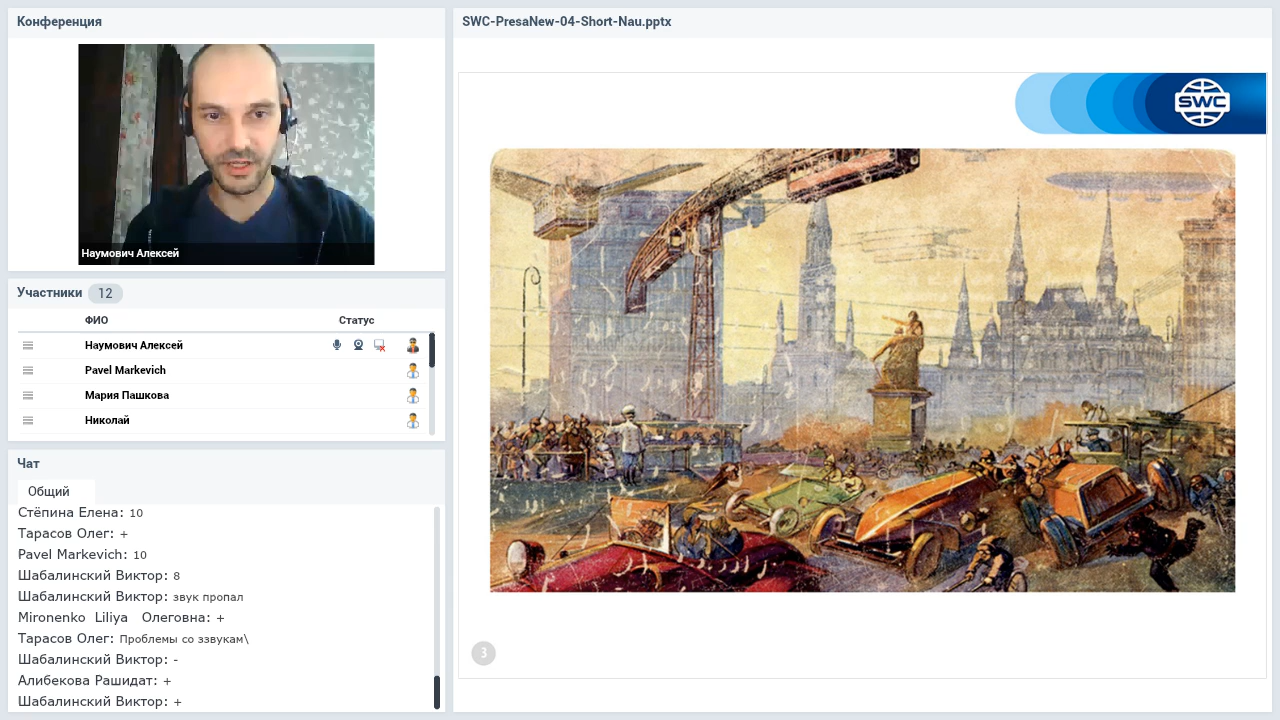 Конференция
Наумович Алексей
Участники 12
ФИО Статус
Наумович Алексей
Pavel Markevich
Мария Пашкова
Николай
Чат
Общий
Стёпина Елена: 10
Тарасов Олег: +
Pavel Markevich: 10
Шабалинский Виктор: 8
Шабалинский Виктор: звук пропал
Mironenko Liliya Олеговна: +
Тарасов Олег: Проблемы со ззвукам\
Шабалинский Виктор: -
Алибекова Рашидат: +
Шабалинский Виктор: +
SWC-PresaNew-04-Short-Nau.pptx
SWC
3